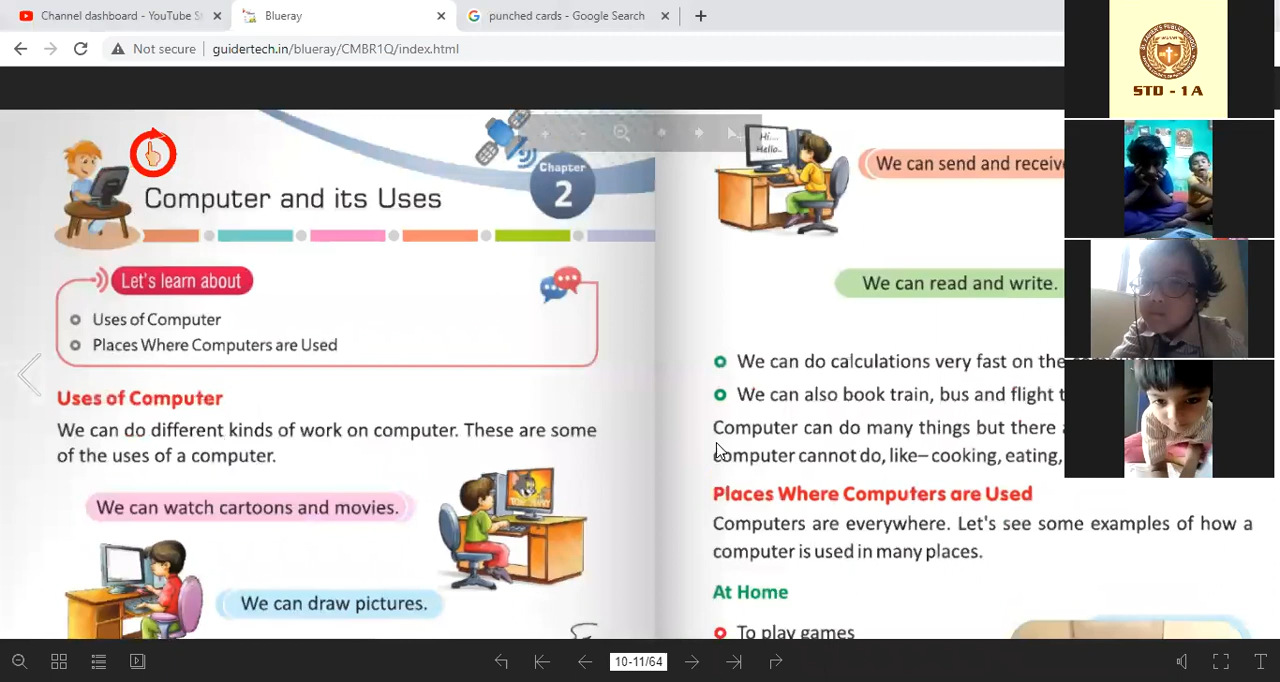 Channel dashboard - YouTube S
Blueray
punched cards - Google Search
Not secure
guidertech.in/blueray/CMBR1Q/index.html
STD - 1A
Chapter
2
Computer and its Uses
Let's learn about
Uses of Computer
Places Where Computers are Used
Uses of Computer
We can do different kinds of work on computer. These are some
of the uses of a computer.
We can watch cartoons and movies.
We can draw pictures.
Hi....
Hello..
We can send and receive
We can read and write.
We can do calculations very fast on the
We can also book train, bus and flight
Computer can do many things but there
computer cannot do, like– cooking, eating,
Places Where Computers are Used
Computers are everywhere. Let's see some examples of how a
computer is used in many places.
At Home
To play games
10-11/64